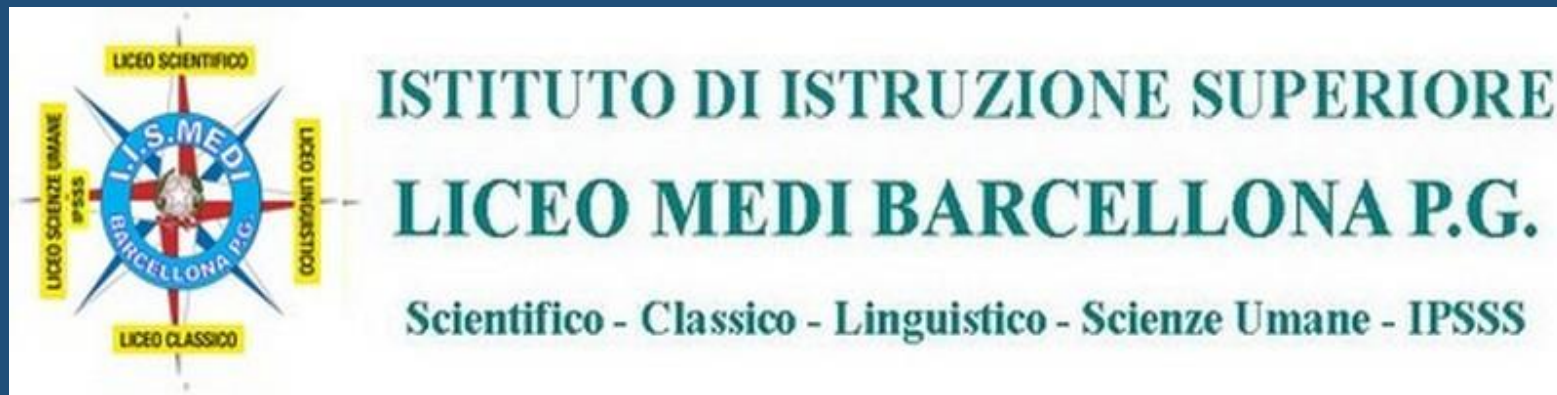 LICEO SCIENTIFICO
LICEO SCIENZE UMANE
IPSSS
I.I.S. MEDI
BARCELLONA P.G.
LICEO LINGUISTICO
LICEO CLASSICO
ISTITUTO DI ISTRUZIONE SUPERIORE
LICEO MEDI BARCELLONA P.G.
Scientifico - Classico - Linguistico - Scienze Umane - IPSSS